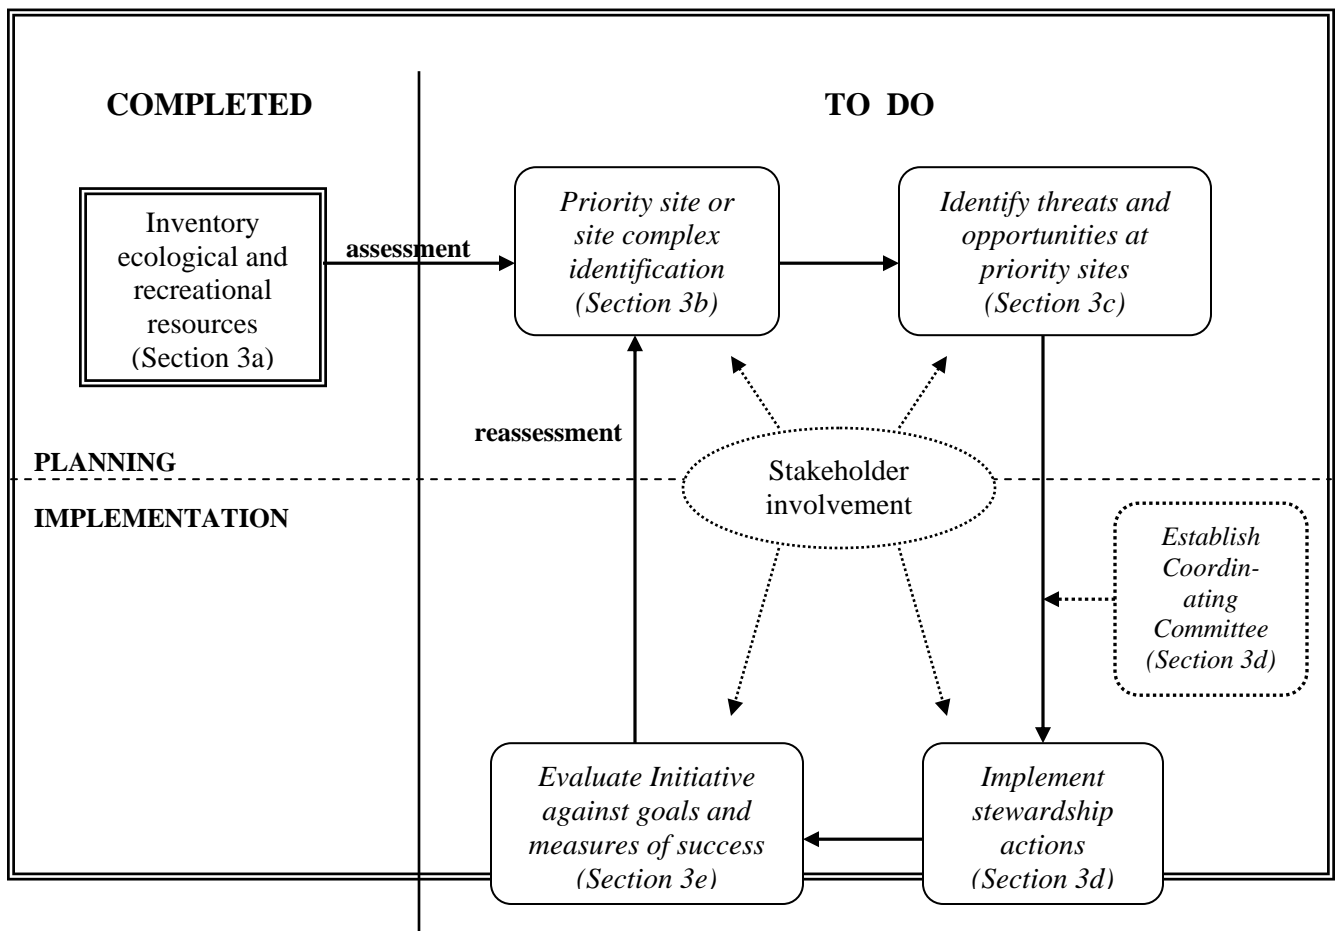 COMPLETED
TO DO
Inventory
ecological and
recreational
resources
(Section 3a)
assessment
Priority site or
site complex
identification
(Section 3b)
Identify threats and
opportunities at
priority sites
(Section 3c)
reassessment
Stakeholder
involvement
PLANNING
IMPLEMENTATION
Establish
Coordin-
ating
Committee
(Section 3d)
Evaluate Initiative
against goals and
measures of success
(Section 3e)
Implement
stewardship
actions
(Section 3d)